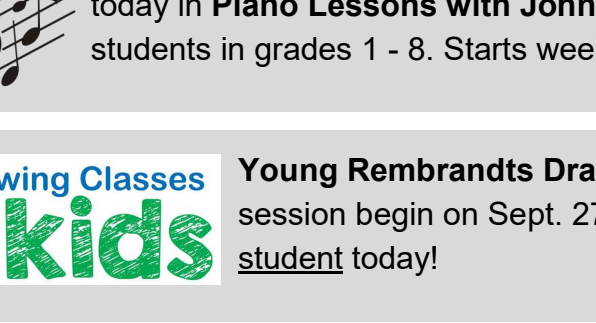 today in Piano Lessons with John
students in grades 1 - 8. Starts wee
wing Classes
kids
Young Rembrandts Dra
session begin on Sept. 27
student today!